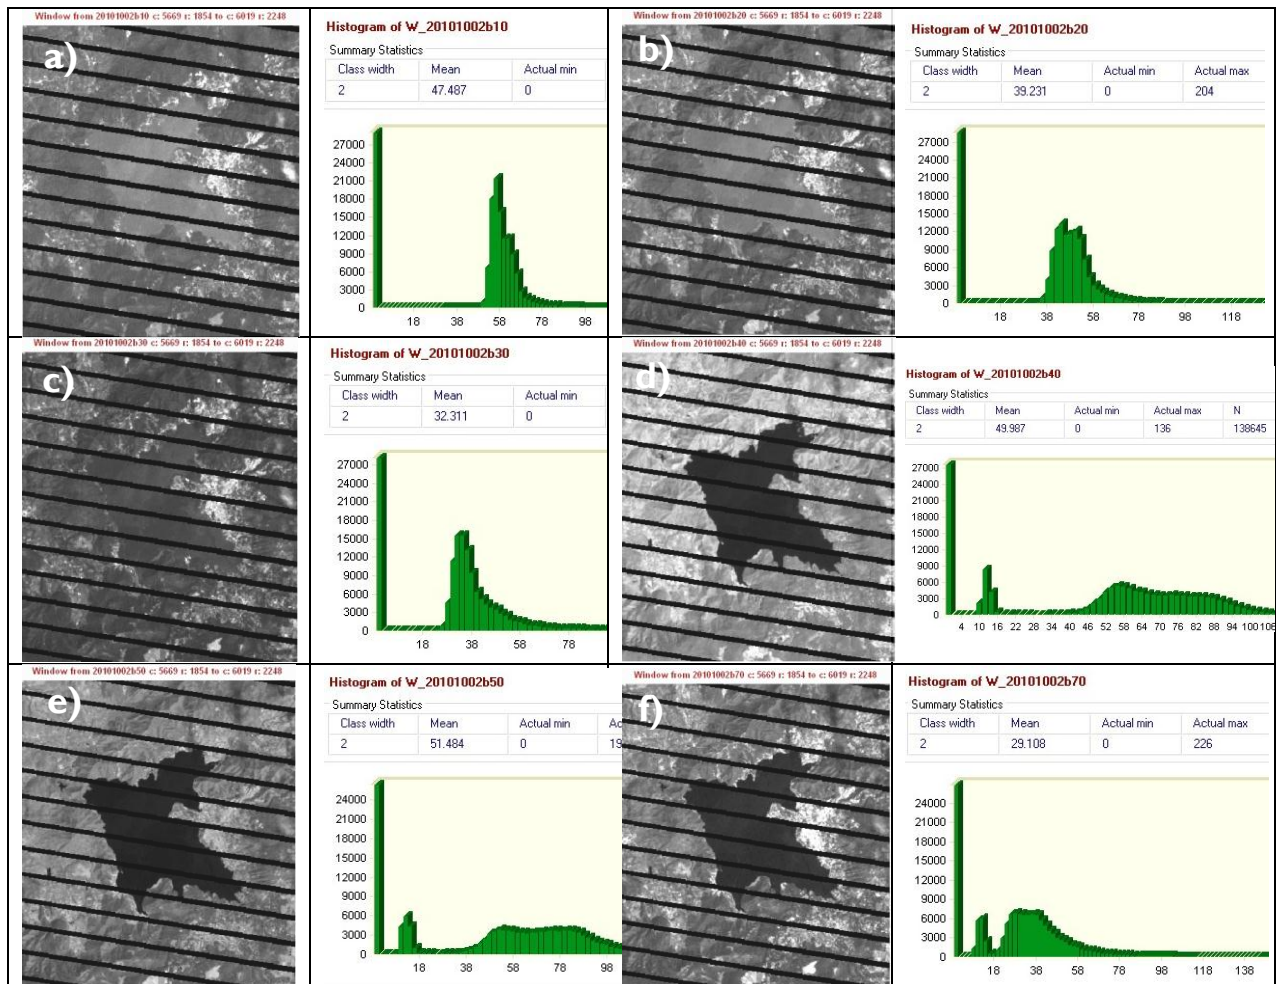 Window from 20101002b10 c: 5669 r: 1854 to c: 6019 r: 2248
a)
Histogram of W_20101002b10
Summary Statistics
Class width Mean Actual min
2 47.487 0
27000
24000
21000
18000
15000
12000
9000
6000
3000
0
18 38 58 78 98
Window from 20101002b20 c: 5669 r: 1854 to c: 6019 r: 2248
b)
Histogram of W_20101002b20
Summary Statistics
Class width Mean Actual min Actual max
2 39.231 0 204
27000
24000
21000
18000
15000
12000
9000
6000
3000
0
18 38 58 78 98 118
Window from 20101002b30 c: 5669 r: 1854 to c: 6019 r: 2248
c)
Histogram of W_20101002b30
Summary Statistics
Class width Mean Actual min
2 32.311 0
27000
24000
21000
18000
15000
12000
9000
6000
3000
0
18 38 58 78
Window from 20101002b40 c: 5669 r: 1854 to c: 6019 r: 2248
d)
Histogram of W_20101002b40
Summary Statistics
Class width Mean Actual min Actual max N
2 49.987 0 136 138645
27000
24000
21000
18000
15000
12000
9000
6000
3000
0
4 10 16 22 28 34 40 46 52 58 64 70 76 82 88 94 100 106
Window from 20101002b50 c: 5669 r: 1854 to c: 6019 r: 2248
e)
Histogram of W_20101002b50
Summary Statistics
Class width Mean Actual min Ac
2 51.484 0 19
24000
21000
18000
15000
12000
9000
6000
3000
0
18 38 58 78 98
Window from 20101002b70 c: 5669 r: 1854 to c: 6019 r: 2248
f)
Histogram of W_20101002b70
Summary Statistics
Class width Mean Actual min Actual max
2 29.108 0 226
24000
21000
18000
15000
12000
9000
6000
3000
0
18 38 58 78 98 118 138